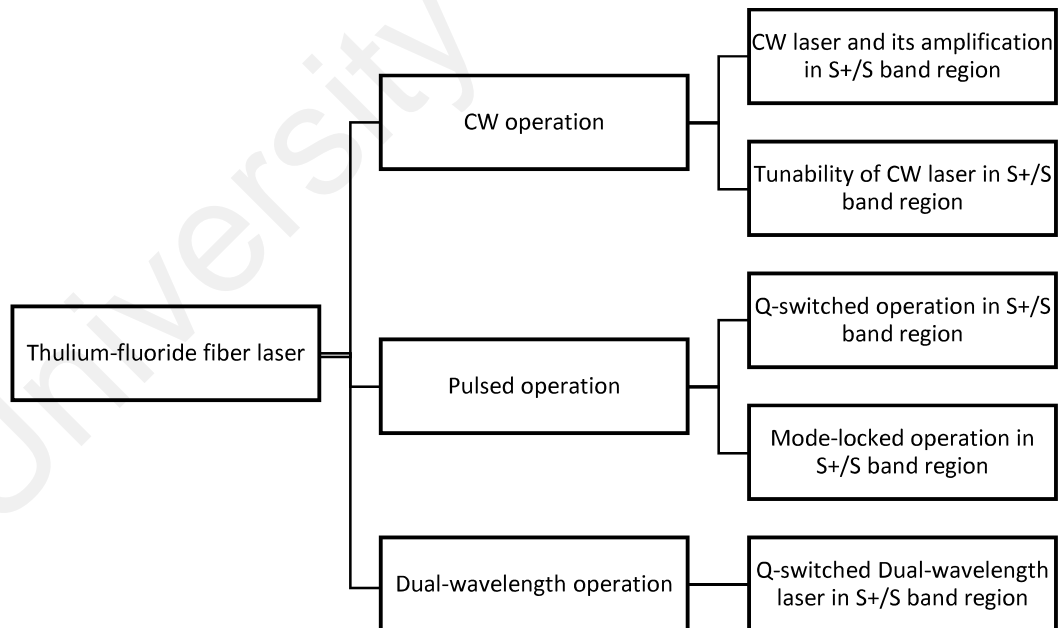 University
CW laser and its amplification
in S+/S band region
CW operation
Tunability of CW laser in S+/S
band region
Thulium-fluoride fiber laser
Q-switched operation in S+/S
band region
Pulsed operation
Mode-locked operation in
S+/S band region
Dual-wavelength operation
Q-switched Dual-wavelength
laser in S+/S band region